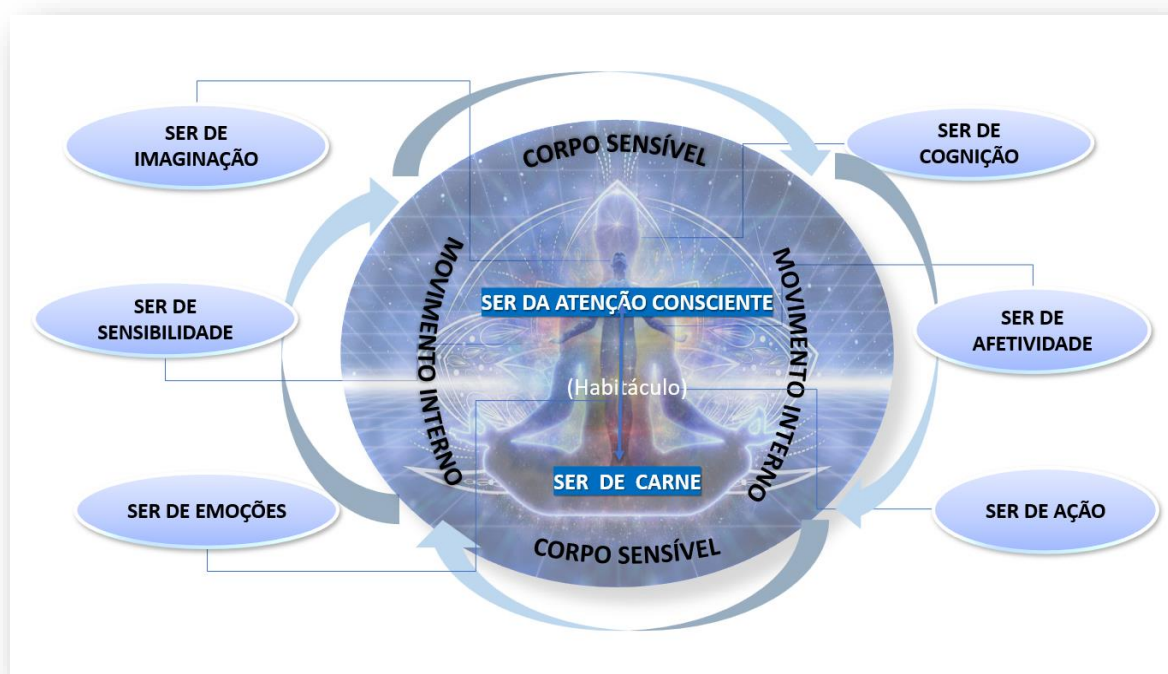 SER DE
IMAGINAÇÃO
SER DE
COGNIÇÃO
CORPO SENSÍVEL
MOVIMENTO INTERNO
MOVIMENTO INTERNO
SER DA ATENÇÃO CONSCIENTE
SER DE
SENSIBILIDADE
SER DE
AFETIVIDADE
(Habitáculo)
SER DE CARNE
SER DE EMOÇÕES
SER DE AÇÃO
CORPO SENSÍVEL